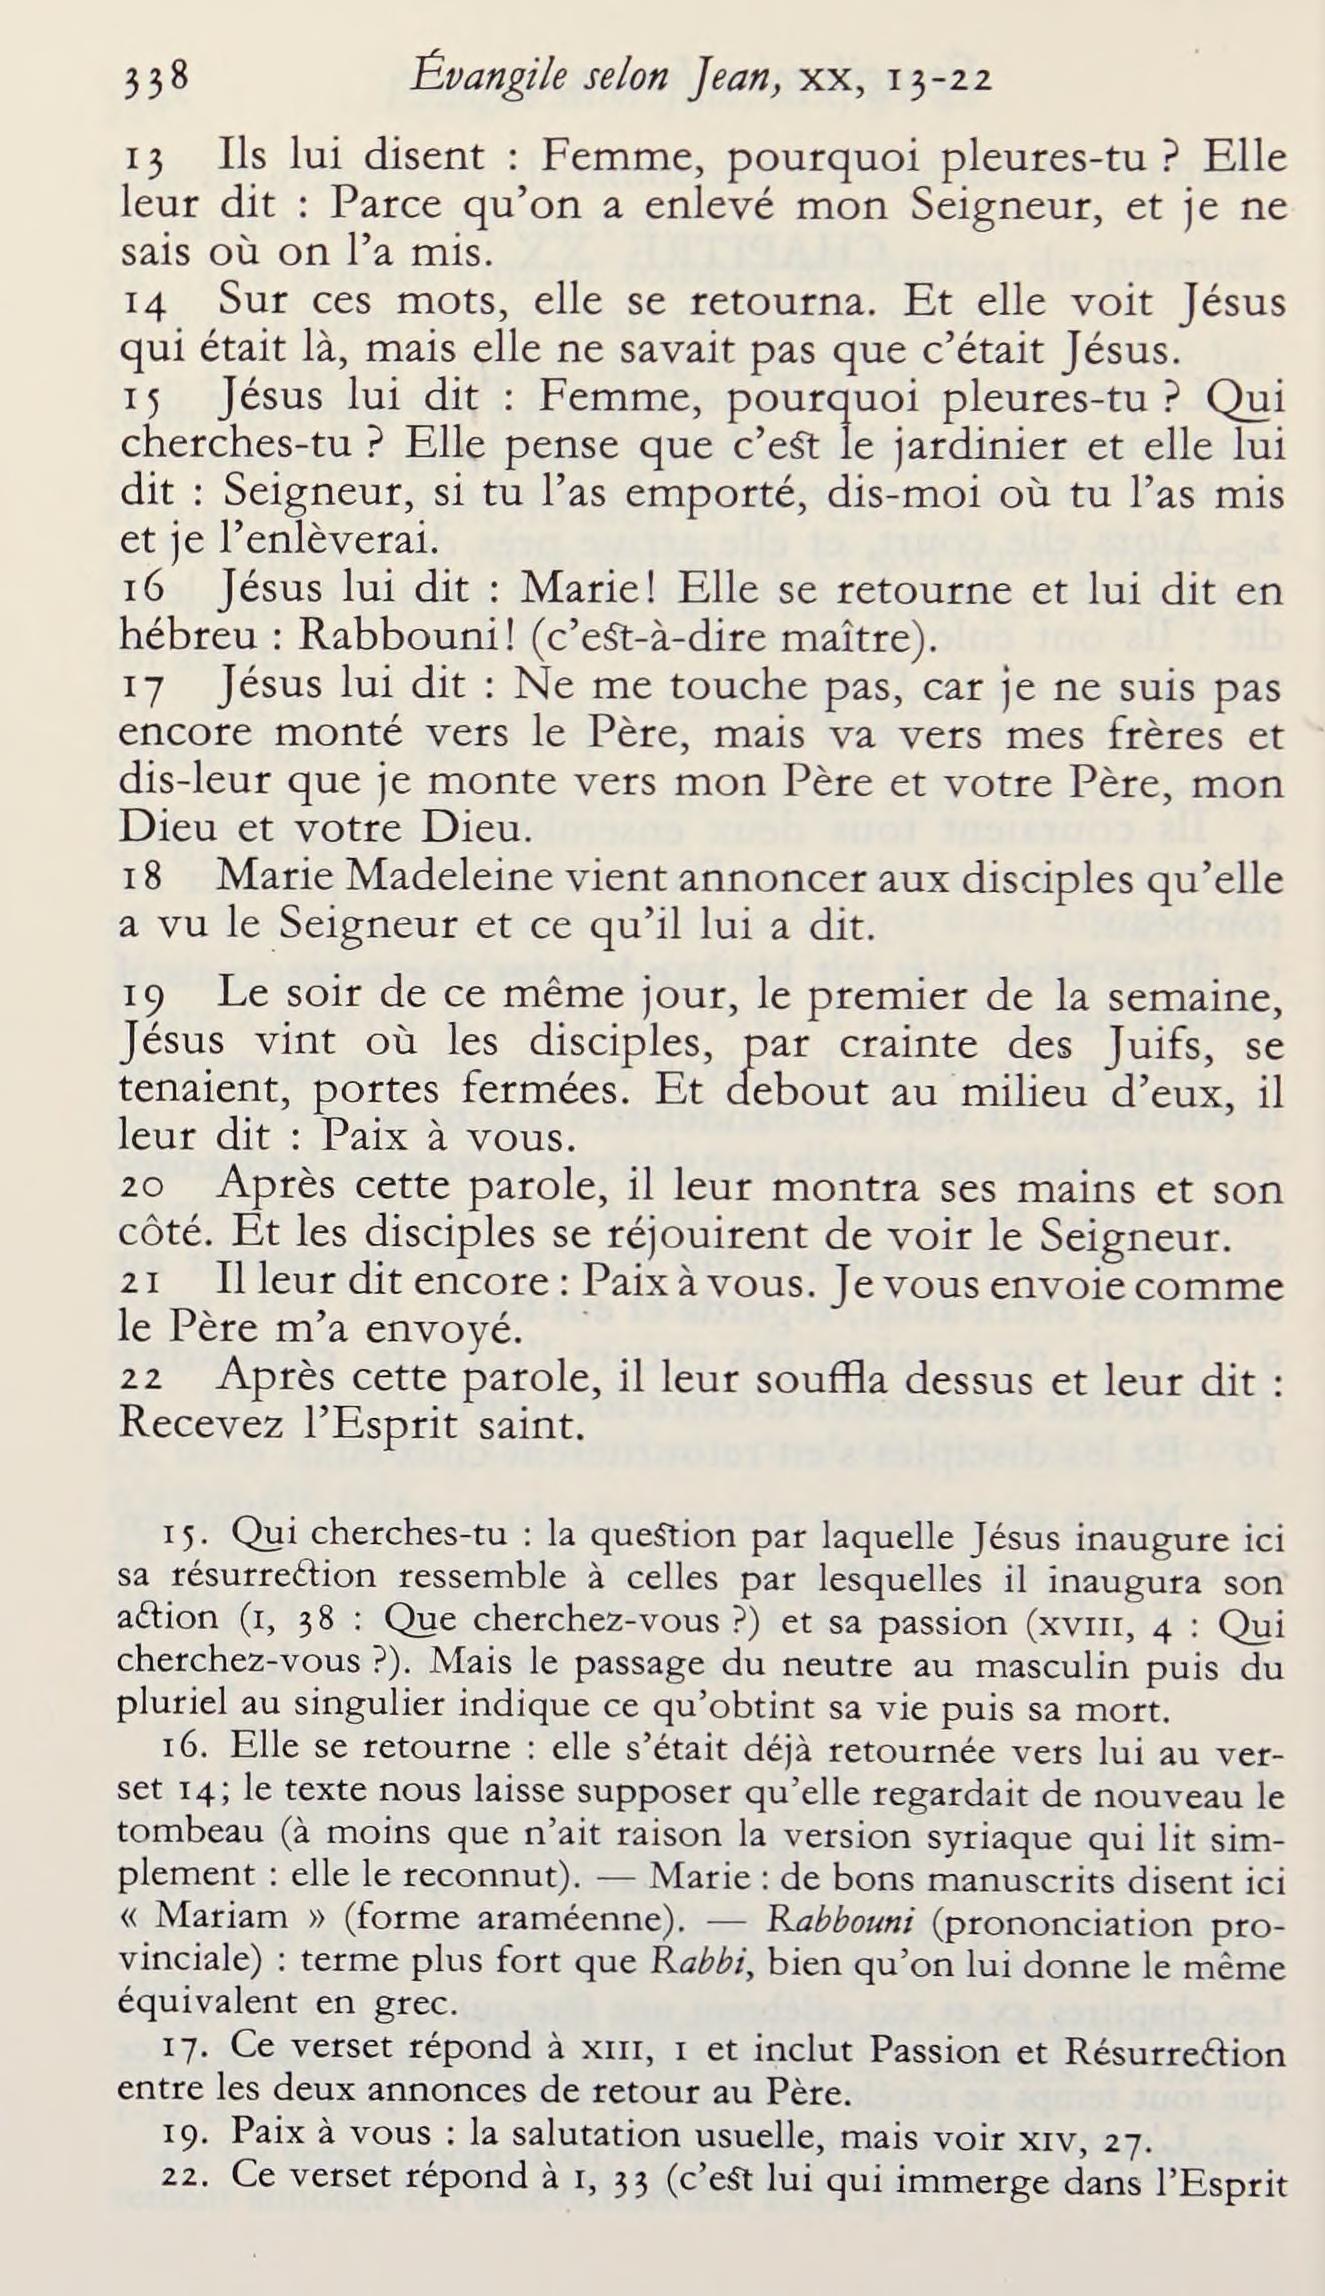 338 Évangile selon Jean, XX, 13-22
13 Ils lui disent : Femme, pourquoi pleures-tu ? Elle
leur dit : Parce qu’on a enlevé mon Seigneur, et je ne
sais où on l’a mis.
14 Sur ces mots, elle se retourna. Et elle voit Jésus
qui était là, mais elle ne savait pas que c’était Jésus.
15 Jésus lui dit : Femme, pourquoi pleures-tu ? Qui
cherches-tu ? Elle pense que c’est le jardinier et elle lui
dit : Seigneur, si tu l’as emporté, dis-moi où tu l’as mis
et je l’enlèverai.
16 Jésus lui dit : Marie! Elle se retourne et lui dit en
hébreu : Rabbouni! (c’est-à-dire maître).
17 Jésus lui dit : Ne me touche pas, car je ne suis pas
encore monté vers le Père, mais va vers mes frères et
dis-leur que je monte vers mon Père et votre Père, mon
Dieu et votre Dieu.
18 Marie Madeleine vient annoncer aux disciples qu’elle
a vu le Seigneur et ce qu’il lui a dit.
19 Le soir de ce même jour, le premier de la semaine,
Jésus vint où les disciples, par crainte des Juifs, se
tenaient, portes fermées. Et debout au milieu d’eux, il
leur dit : Paix à vous.
20 Après cette parole, il leur montra ses mains et son
côté. Et les disciples se réjouirent de voir le Seigneur.
21 Il leur dit encore : Paix à vous. Je vous envoie comme
le Père m’a envoyé.
22 Après cette parole, il leur souffla dessus et leur dit :
Recevez l’Esprit saint.
15. Qui cherches-tu : la question par laquelle Jésus inaugure ici
sa résurrection ressemble à celles par lesquelles il inaugura son
action (I, 38 : Que cherchez-vous ?) et sa passion (XVIII, 4 : Qui
cherchez-vous ?). Mais le passage du neutre au masculin puis du
pluriel au singulier indique ce qu’obtint sa vie puis sa mort.
16. Elle se retourne : elle s’était déjà retournée vers lui au ver-
set 14; le texte nous laisse supposer qu’elle regardait de nouveau le
tombeau (à moins que n’ait raison la version syriaque qui lit sim-
plement : elle le reconnut). — Marie : de bons manuscrits disent ici
« Mariam » (forme araméenne). — Rabbouni (prononciation pro-
vinciale) : terme plus fort que Rabbi, bien qu’on lui donne le même
équivalent en grec.
17. Ce verset répond à XIII, I et inclut Passion et Résurrection
entre les deux annonces de retour au Père.
19. Paix à vous : la salutation usuelle, mais voir XIV, 27.
22. Ce verset répond à I, 33 (c’est lui qui immerge dans l’Esprit